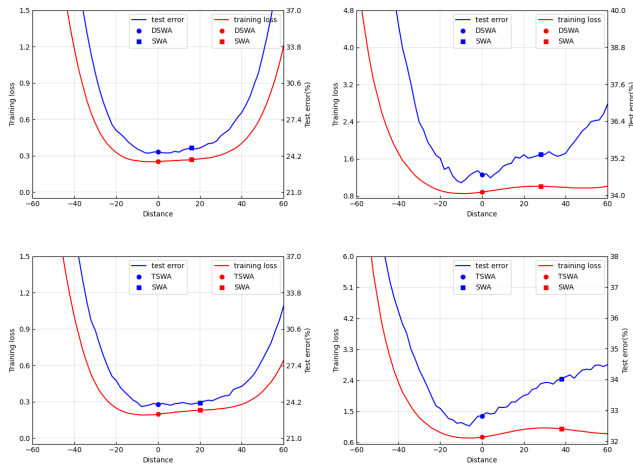 1.5
1.2
0.9
0.6
0.3
0.0
Training loss
−60 −40 −20 0 20 40 60
Distance
37.0
33.8
30.6
27.4
24.2
21.0
Test error(%)
test error
DSWA
SWA
training loss
DSWA
SWA
4.8
4.0
3.2
2.4
1.6
0.8
Training loss
−60 −40 −20 0 20 40 60
Distance
40.0
38.8
37.6
36.4
35.2
34.0
Test error(%)
test error
DSWA
SWA
training loss
DSWA
SWA
1.5
1.2
0.9
0.6
0.3
0.0
Training loss
−60 −40 −20 0 20 40 60
Distance
37.0
33.8
30.6
27.4
24.2
21.0
Test error(%)
test error
TSWA
SWA
training loss
TSWA
SWA
6.0
5.1
4.2
3.3
2.4
1.5
0.6
Training loss
−60 −40 −20 0 20 40 60
Distance
38
37
36
35
34
33
32
Test error(%)
test error
TSWA
SWA
training loss
TSWA
SWA